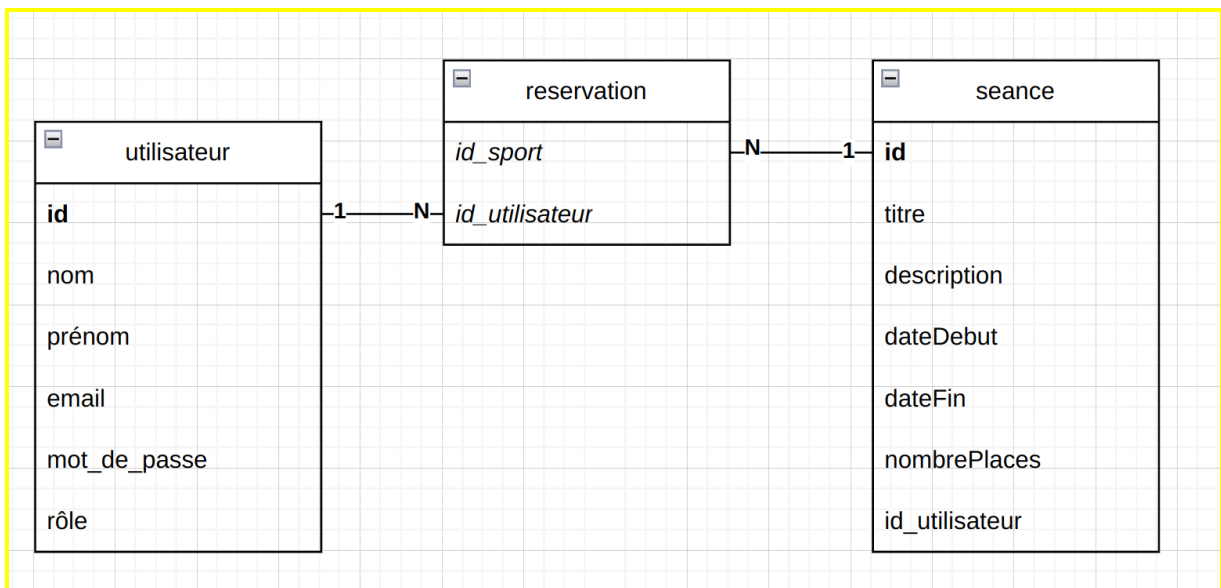 utilisateur
id
nom
prénom
email
mot_de_passe
rôle
1
N
reservation
id_sport
id_utilisateur
N
1
seance
id
titre
description
dateDebut
dateFin
nombrePlaces
id_utilisateur